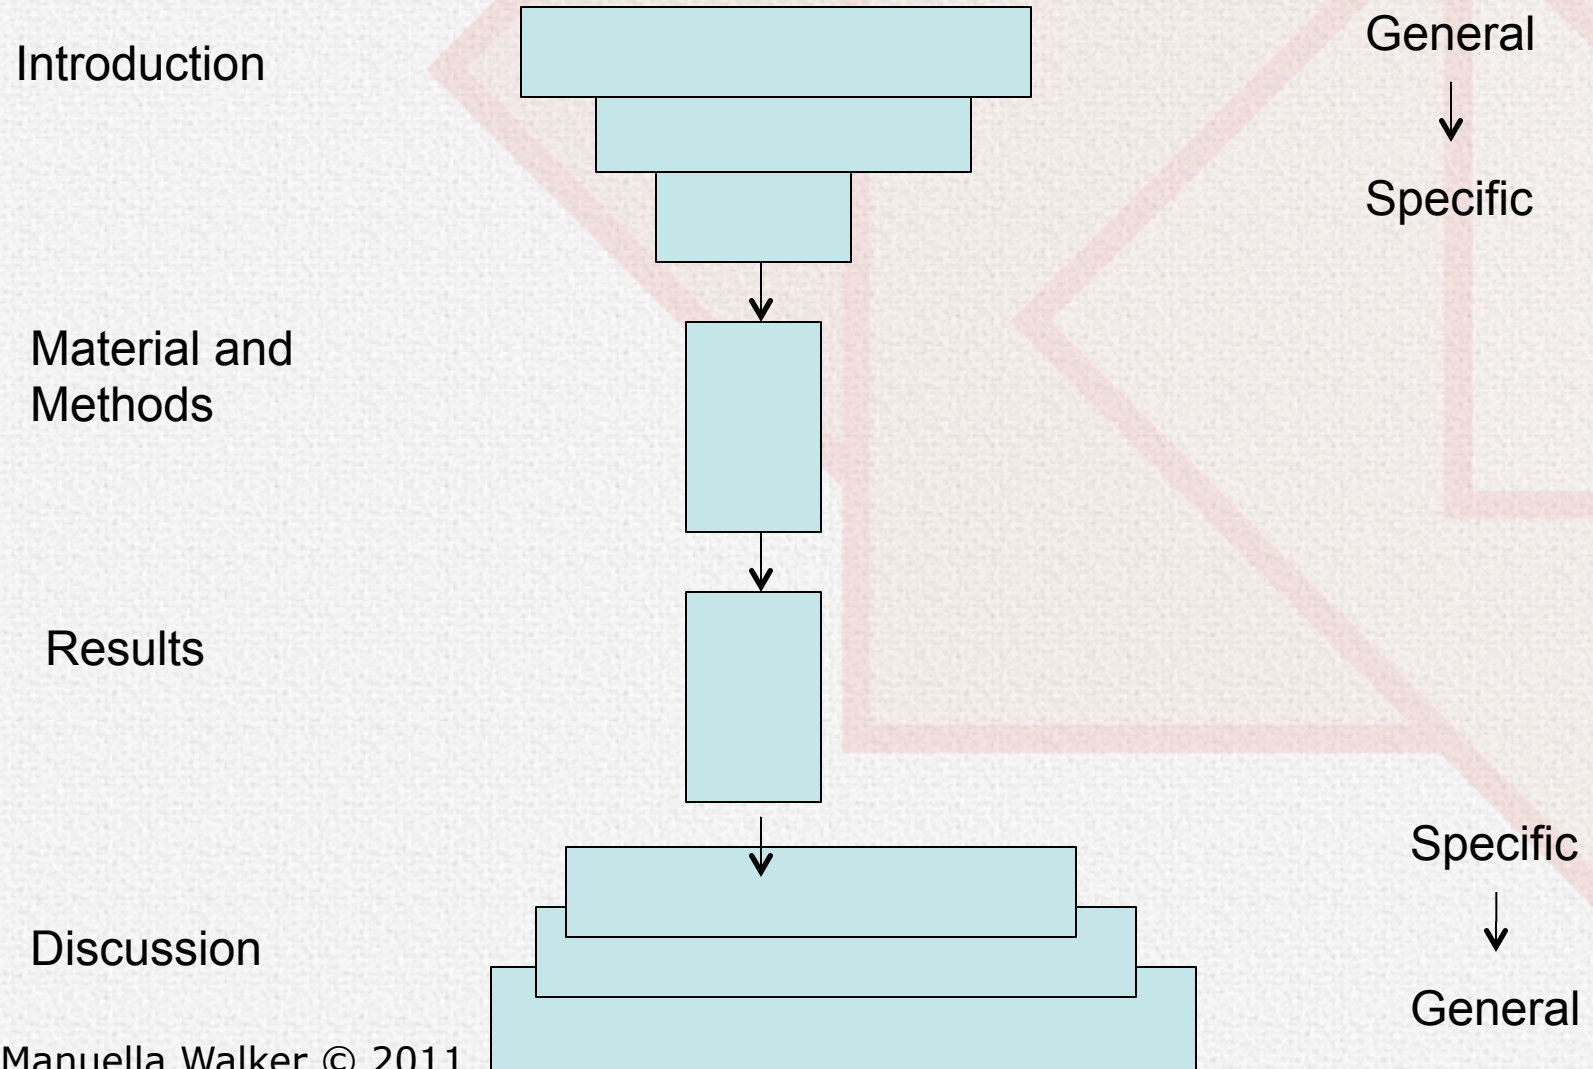 Introduction
General
Specific
Material and
Methods
Results
Specific
Discussion
General
Manuella Walker © 2011